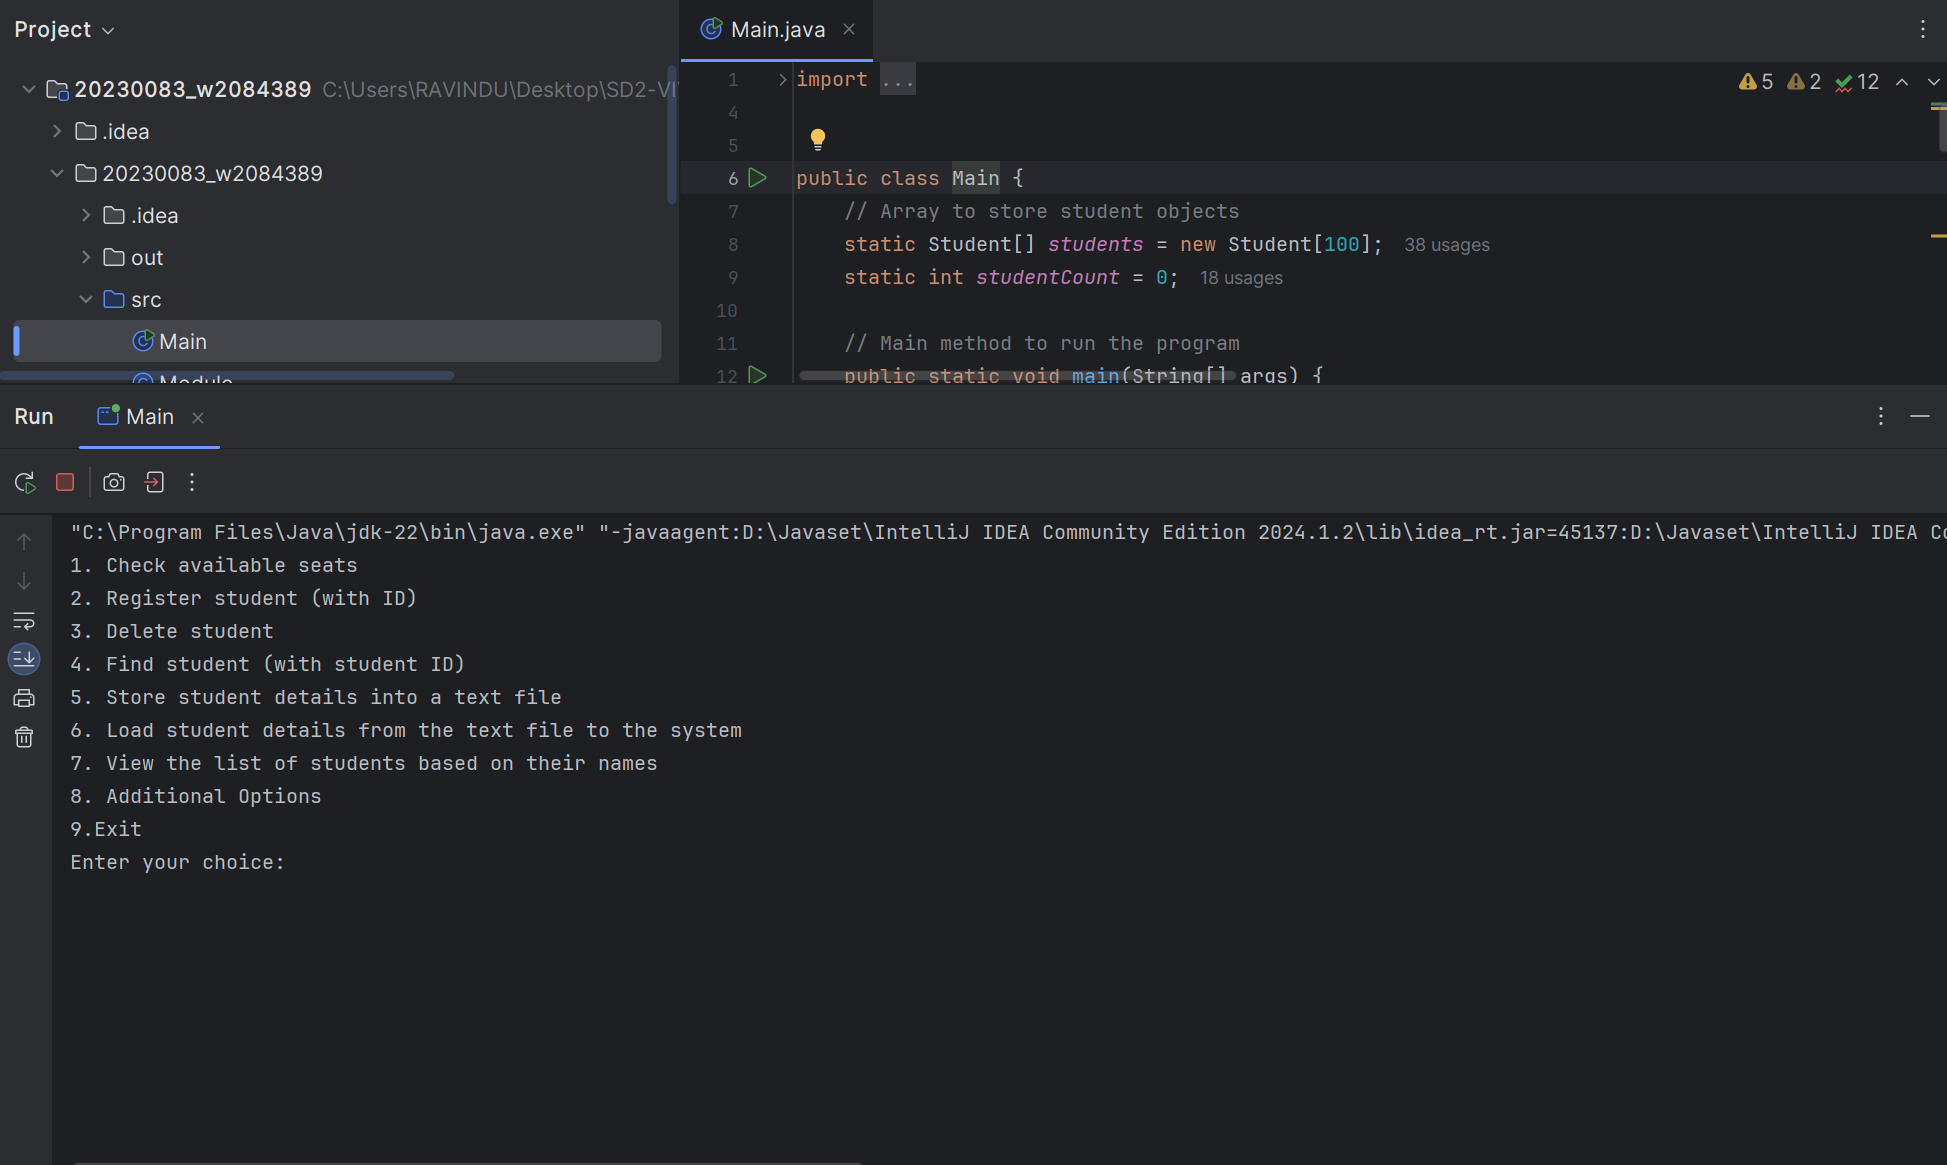 Project
Main.java
20230083_w2084389 C:\Users\RAVINDU\Desktop\SD2-VI
.idea
20230083_w2084389
.idea
out
src
Main
Module
1 import ...
5 2 12
4
5
6 public class Main {
7 // Array to store student objects
8 static Student[] students = new Student[100]; 38 usages
9 static int studentCount = 0; 18 usages
10
11 // Main method to run the program
12 public static void main(String[] args) {
Run Main
"C:\Program Files\Java\jdk-22\bin\java.exe" "-javaagent:D:\Javaset\IntelliJ IDEA Community Edition 2024.1.2\lib\idea_rt.jar=45137:D:\Javaset\IntelliJ IDEA Co
1. Check available seats
2. Register student (with ID)
3. Delete student
4. Find student (with student ID)
5. Store student details into a text file
6. Load student details from the text file to the system
7. View the list of students based on their names
8. Additional Options
9.Exit
Enter your choice: